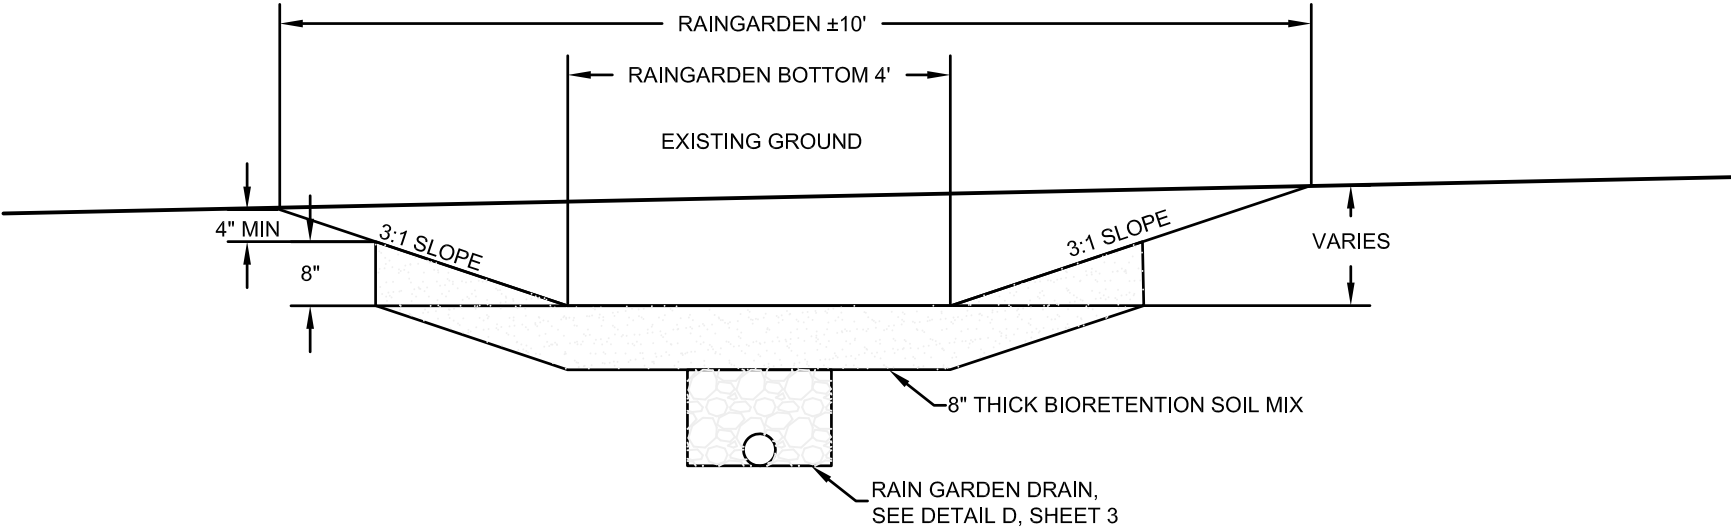 RAINGARDEN ±10'
RAINGARDEN BOTTOM 4'
EXISTING GROUND
4" MIN
3:1 SLOPE
3:1 SLOPE
VARIES
8"
8" THICK BIORETENTION SOIL MIX
RAIN GARDEN DRAIN,
SEE DETAIL D, SHEET 3